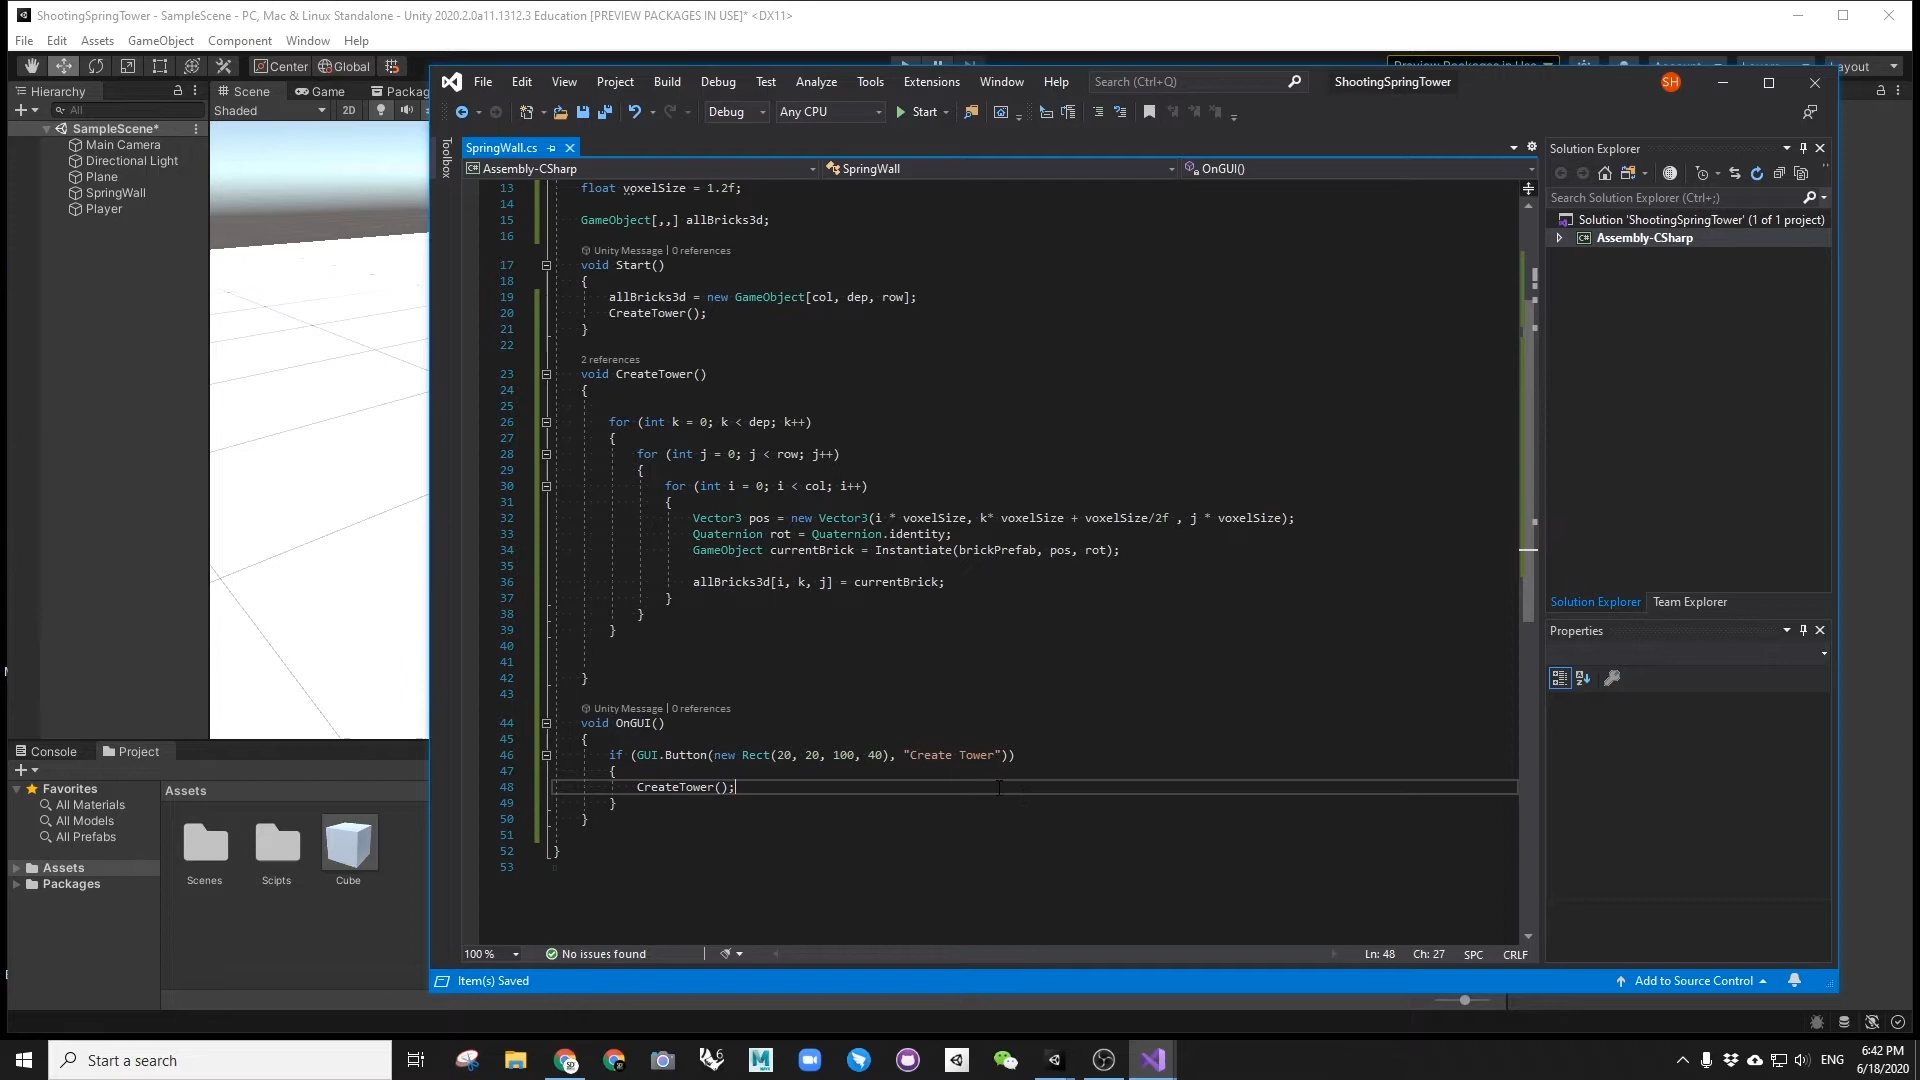 ShootingSpringTower - SampleScene - PC, Mac & Linux Standalone - Unity 2020.2.0a11.1312.3 Education [PREVIEW PACKAGES IN USE]* <DX11>
File Edit Assets GameObject Component Window Help
Center Global
Hierarchy
All
SampleScene*
Main Camera
Directional Light
Plane
SpringWall
Player
Scene Game Packag
Shaded 2D
File Edit View Project Build Debug Test Analyze Tools Extensions Window Help Search (Ctrl+Q) ShootingSpringTower SH
Debug Any CPU Start
Toolbox
SpringWall.cs
Assembly-CSharp SpringWall OnGUI()
13 float voxelSize = 1.2f;
14
15 GameObject[,,] allBricks3d;
16
Unity Message | 0 references
17 void Start()
18 {
19 allBricks3d = new GameObject[col, dep, row];
20 CreateTower();
21 }
22
2 references
23 void CreateTower()
24 {
25
26 for (int k = 0; k < dep; k++)
27 {
28 for (int j = 0; j < row; j++)
29 {
30 for (int i = 0; i < col; i++)
31 {
32 Vector3 pos = new Vector3(i * voxelSize, k* voxelSize + voxelSize/2f , j * voxelSize);
33 Quaternion rot = Quaternion.identity;
34 GameObject currentBrick = Instantiate(brickPrefab, pos, rot);
35
36 allBricks3d[i, k, j] = currentBrick;
37 }
38 }
39 }
40
41
42 }
43
Unity Message | 0 references
44 void OnGUI()
45 {
46 if (GUI.Button(new Rect(20, 20, 100, 40), "Create Tower"))
47 {
48 CreateTower();
49 }
50 }
51
52 }
53
100 % No issues found Ln: 48 Ch: 27 SPC CRLF
Item(s) Saved Add to Source Control
Solution Explorer
Search Solution Explorer (Ctrl+;)
Solution 'ShootingSpringTower' (1 of 1 project)
Assembly-CSharp
Solution Explorer Team Explorer
Properties
Console Project
Favorites
All Materials
All Models
All Prefabs
Assets
Packages
Assets
Scenes Scipts Cube
Start a search
ENG
6:42 PM
6/18/2020